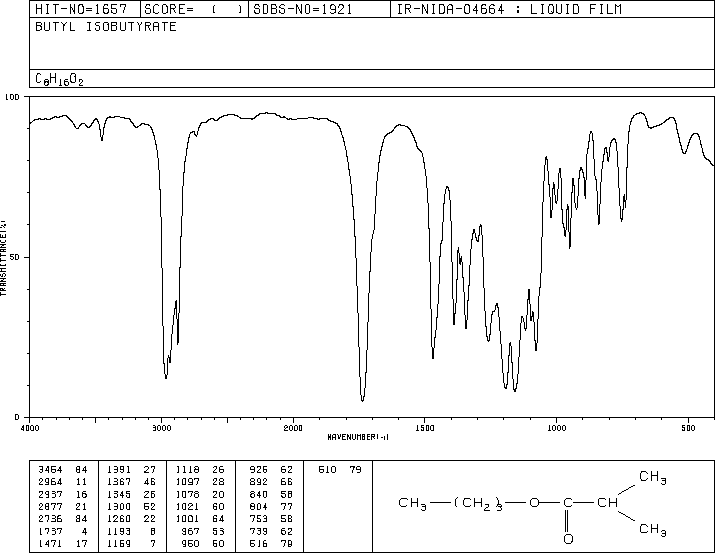 HIT-NO=1657 SCORE= ( ) SDBS-NO=1921 IR-NIDA-04664 : LIQUID FILM
BUTYL ISOBUTYRATE
C8H16O2
100
50
0
TRANSMITTANCE(%)
4000 3000 2000 1500 1000 500
WAVENUMBER(-1)
3464 84 1391 27 1118 26 926 62 510 79
2964 11 1367 46 1097 28 892 66
2937 16 1345 26 1078 20 840 58
2877 21 1300 52 1021 60 804 77
2736 84 1260 22 1001 64 753 58
1737 4 1193 8 967 53 739 62
1471 17 1159 7 950 50 516 79
CH3 (CH2)3 O C CH CH3
CH3
O